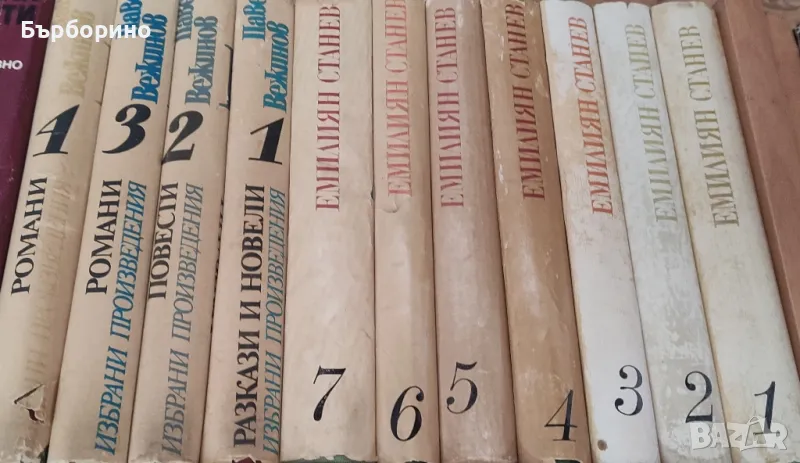 Бърборино
4
Вежинов
РОМАНИ
3
Павел
Вежинов
РОМАНИ
ИЗБРАНИ ПРОИЗВЕДЕНИЯ
2
Вежинов
ПОВЕСТИ
ИЗБРАНИ ПРОИЗВЕДЕНИЯ
1
Павел
Вежинов
РАЗКАЗИ И НОВЕЛИ
ИЗБРАНИ ПРОИЗВЕДЕНИЯ
ЕМИЛИЯН СТАНЕВ
7
ЕМИЛИЯН СТАНЕВ
6
ЕМИЛИЯН СТАНЕВ
5
ЕМИЛИЯН СТАНЕВ
4
ЕМИЛИЯН СТАНЕВ
3
ЕМИЛИЯН СТАНЕВ
2
ЕМИЛИЯН СТАНЕВ
1
BAZAR